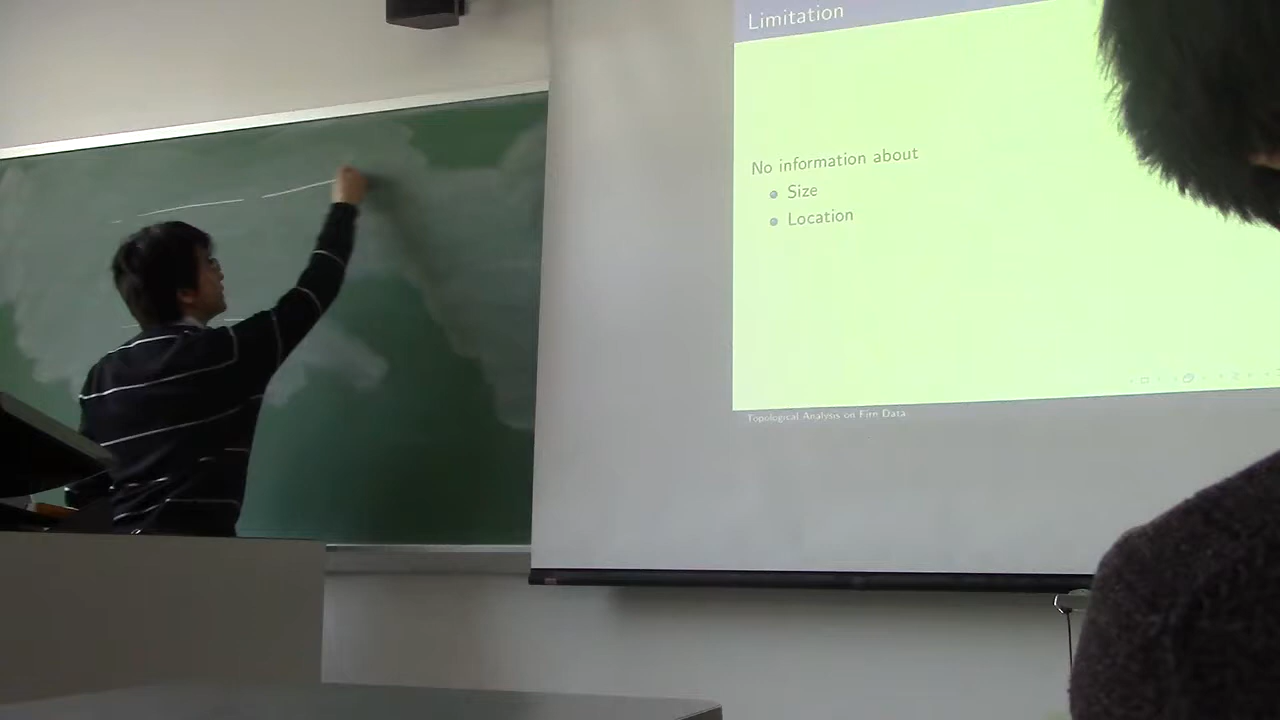 Limitation
No information about
Size
Location
Topological Analysis on Fire Data